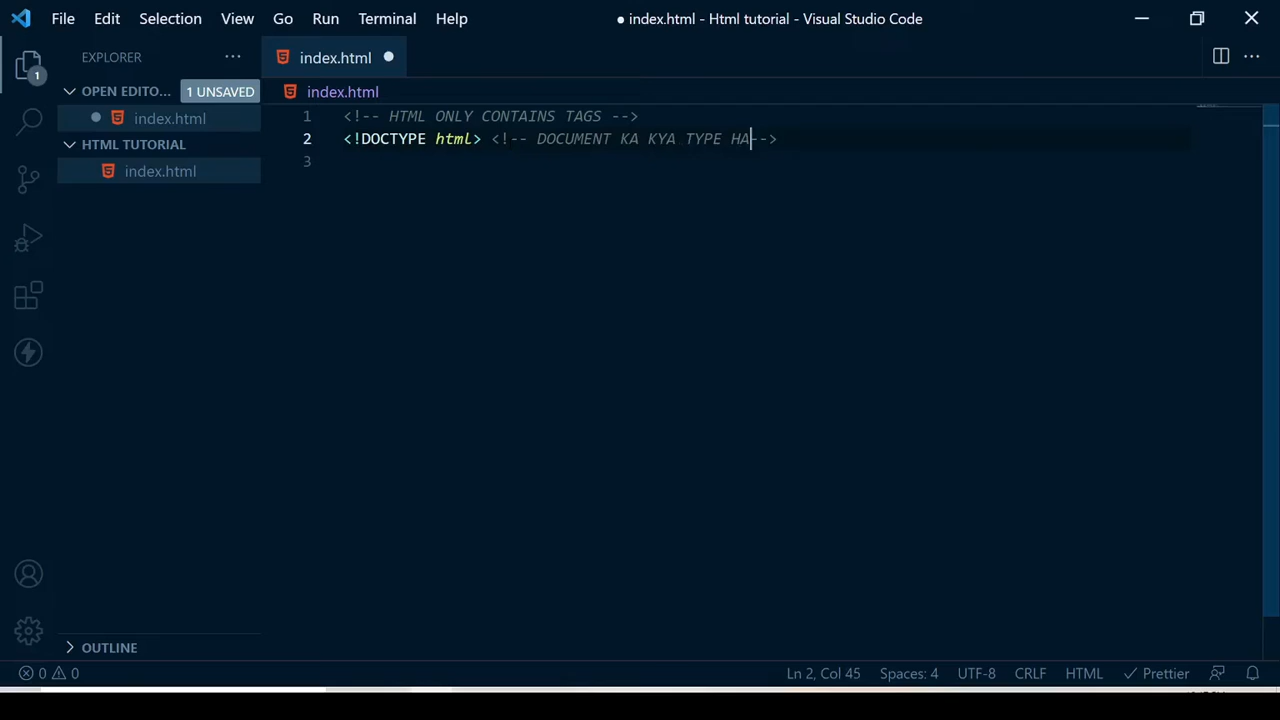 File Edit Selection View Go Run Terminal Help ● index.html - Html tutorial - Visual Studio Code
EXPLORER ··· index.html
1
OPEN EDITO... 1 UNSAVED index.html
index.html
HTML TUTORIAL
index.html
1 <!-- HTML ONLY CONTAINS TAGS -->
2 <!DOCTYPE html> <!-- DOCUMENT KA KYA TYPE HA-->
3
OUTLINE
0 0 Ln 2, Col 45 Spaces: 4 UTF-8 CRLF HTML Prettier